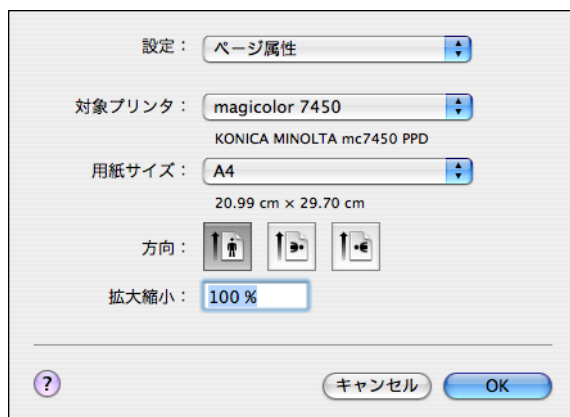 設定： ページ属性
対象プリンタ： magicolor 7450
KONICA MINOLTA mc7450 PPD
用紙サイズ： A4
20.99 cm × 29.70 cm
方向：
拡大縮小： 100 %
? キャンセル OK